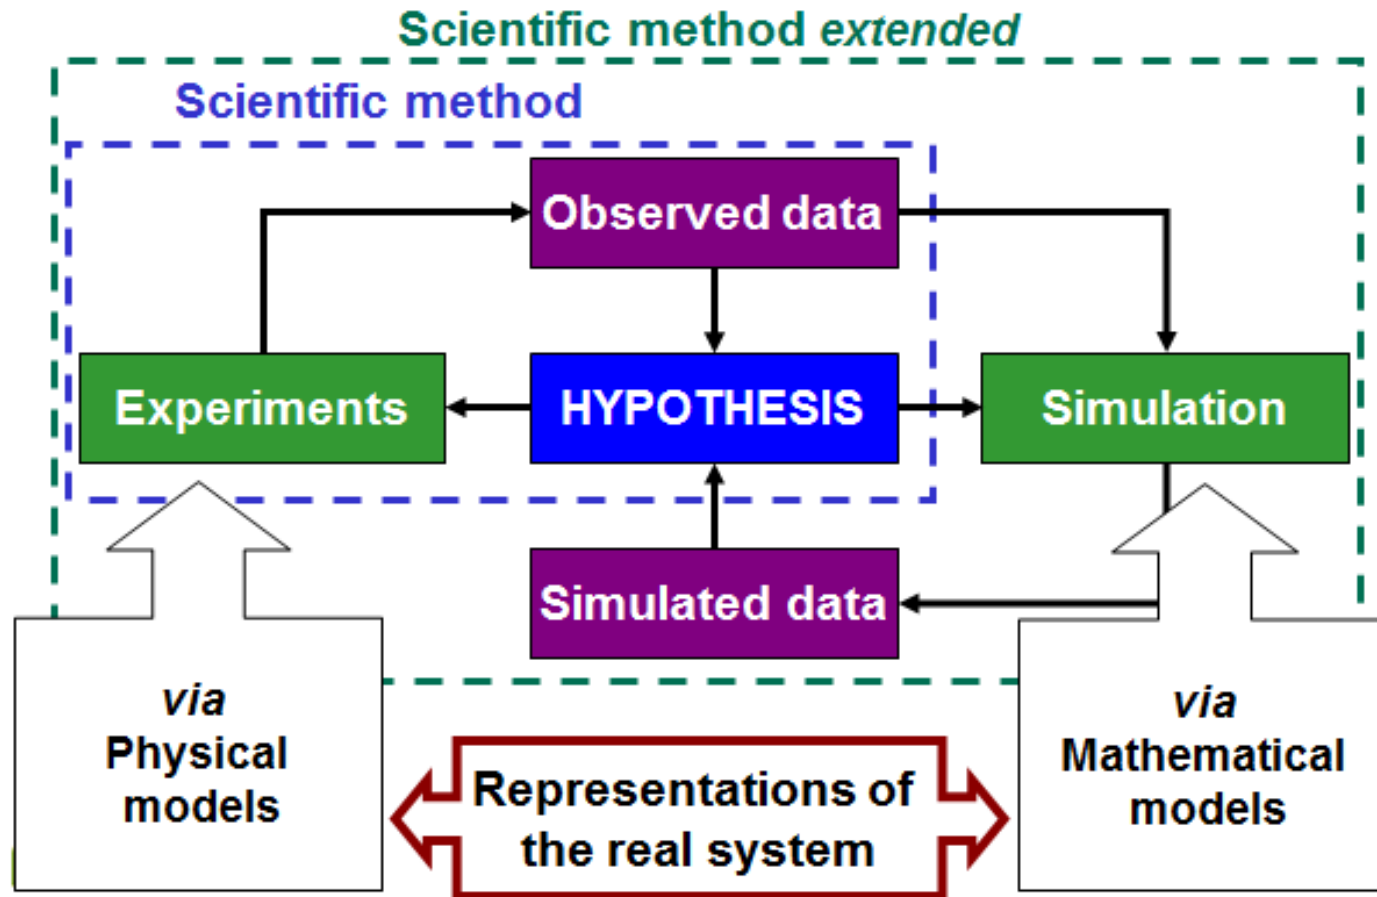 Scientific method extended
Scientific method
Observed data
Experiments
HYPOTHESIS
Simulation
Simulated data
via
Physical
models
Representations of
the real system
via
Mathematical
models